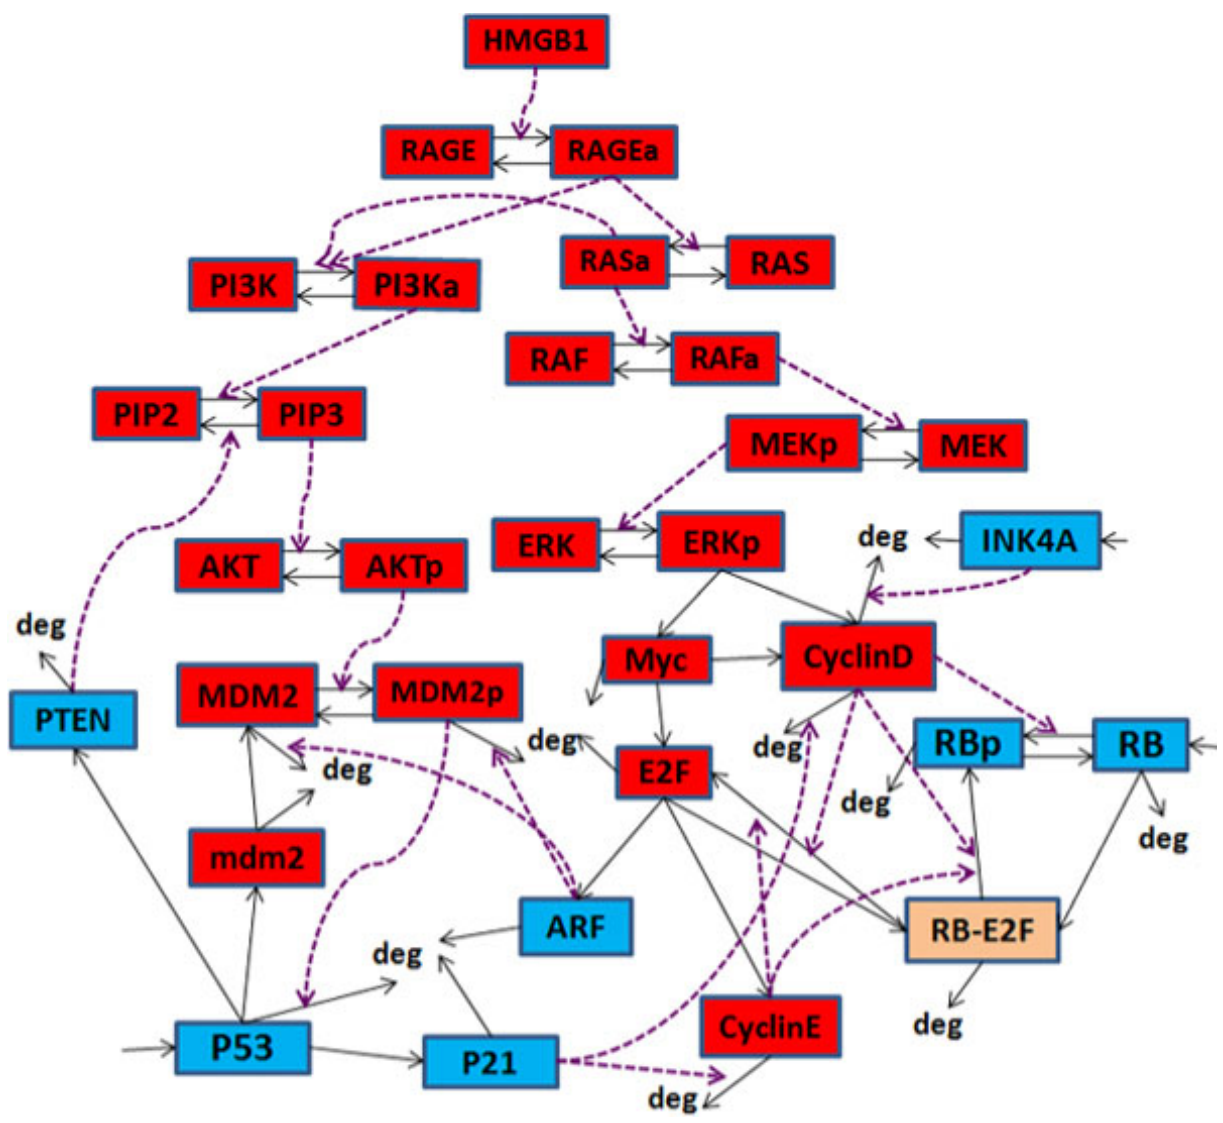 HMGB1
RAGE
RAGEa
PI3K
PI3Ka
RASa
RAS
RAF
RAFa
PIP2
PIP3
MEKp
MEK
AKT
AKTp
ERK
ERKp
deg
INK4A
deg
PTEN
MDM2
MDM2p
Myc
CyclinD
deg
deg
E2F
deg
RBp
RB
deg
deg
mdm2
ARF
RB-E2F
deg
P53
P21
CyclinE
deg
deg